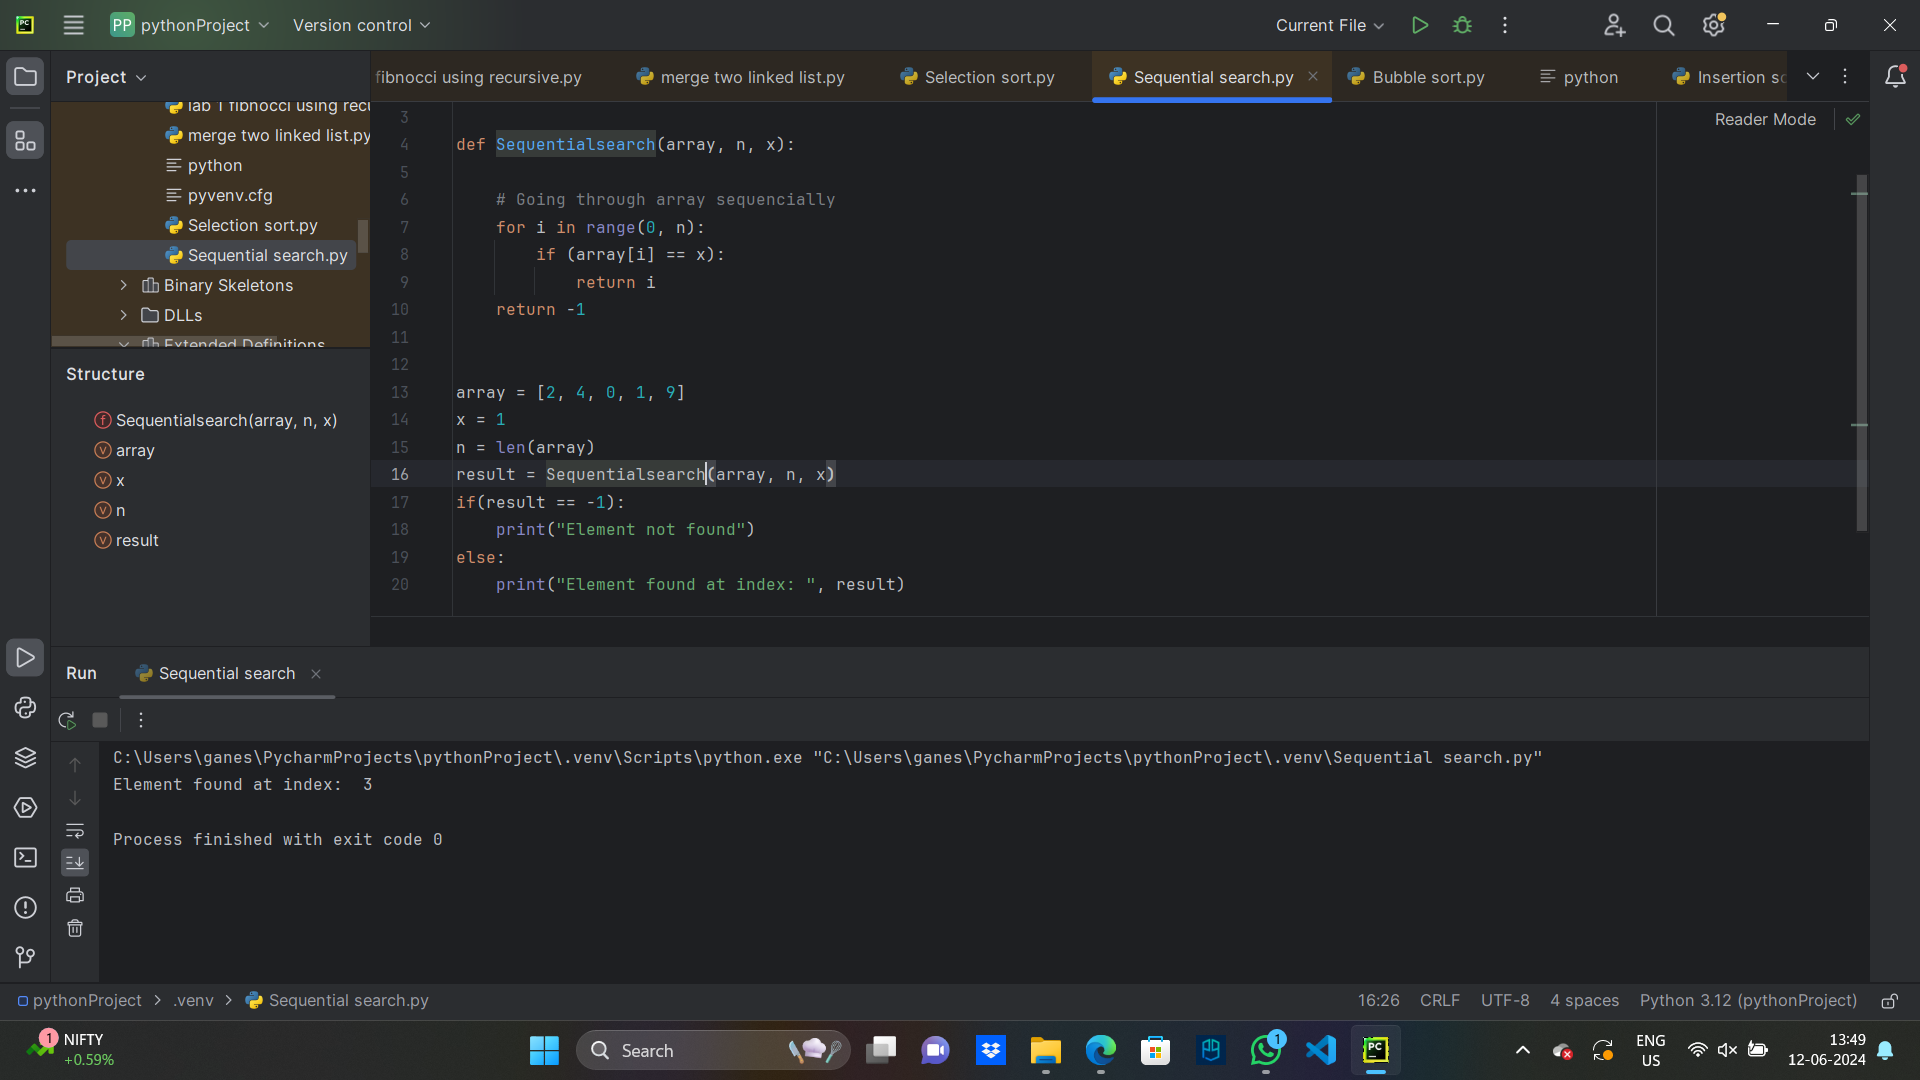 PC PP pythonProject Version control Current File
Project
fibnocci using recursive.py merge two linked list.py Selection sort.py Sequential search.py Bubble sort.py python Insertion so
lab 1 fibnocci using recu
merge two linked list.py
python
pyvenv.cfg
Selection sort.py
Sequential search.py
Binary Skeletons
DLLs
Extended Definitions
Structure
f Sequentialsearch(array, n, x)
v array
v x
v n
v result
Reader Mode
3
4 def Sequentialsearch(array, n, x):
5
6 # Going through array sequencially
7 for i in range(0, n):
8 if (array[i] == x):
9 return i
10 return -1
11
12
13 array = [2, 4, 0, 1, 9]
14 x = 1
15 n = len(array)
16 result = Sequentialsearch(array, n, x)
17 if(result == -1):
18 print("Element not found")
19 else:
20 print("Element found at index: ", result)
Run Sequential search
C:\Users\ganes\PycharmProjects\pythonProject\.venv\Scripts\python.exe "C:\Users\ganes\PycharmProjects\pythonProject\.venv\Sequential search.py"
Element found at index:  3
Process finished with exit code 0
pythonProject > .venv > Sequential search.py 16:26 CRLF UTF-8 4 spaces Python 3.12 (pythonProject)
1 NIFTY
+0.59%
Search
1
PC
ENG
US
13:49
12-06-2024